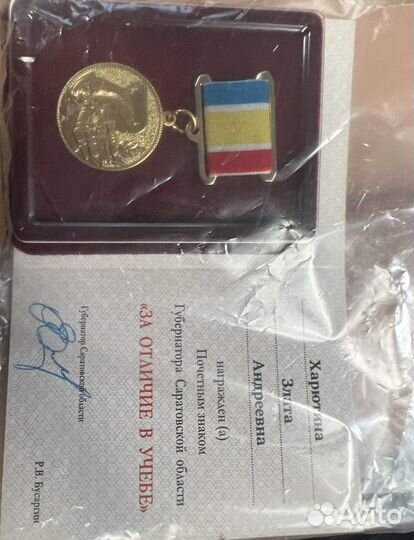 Харютина
Злата
Андреевна
награжден (а)
Почетным знаком
Губернатора Саратовской области
«ЗА ОТЛИЧИЕ В УЧЕБЕ»
Губернатор Саратовской области
Р.В. Бусаргин
Avito